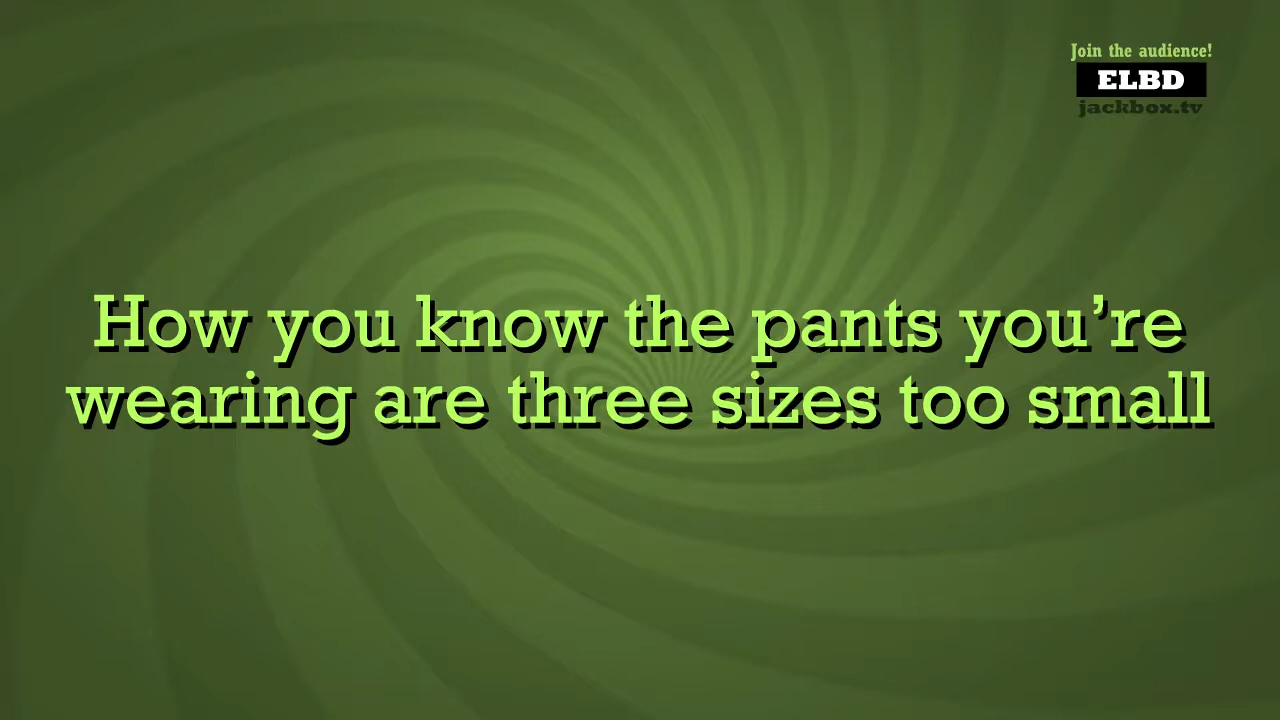 Join the audience!
ELBD
jackbox.tv
How you know the pants you’re
wearing are three sizes too small